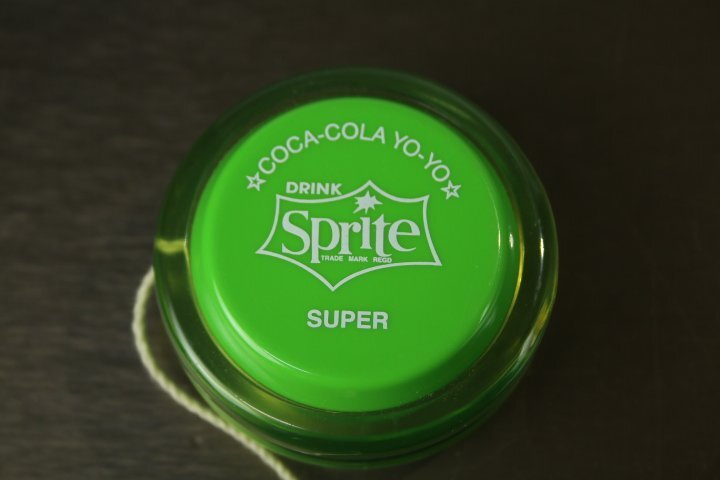 ☆COCA-COLA YO-YO☆
DRINK
Sprite
TRADE MARK REGD
SUPER